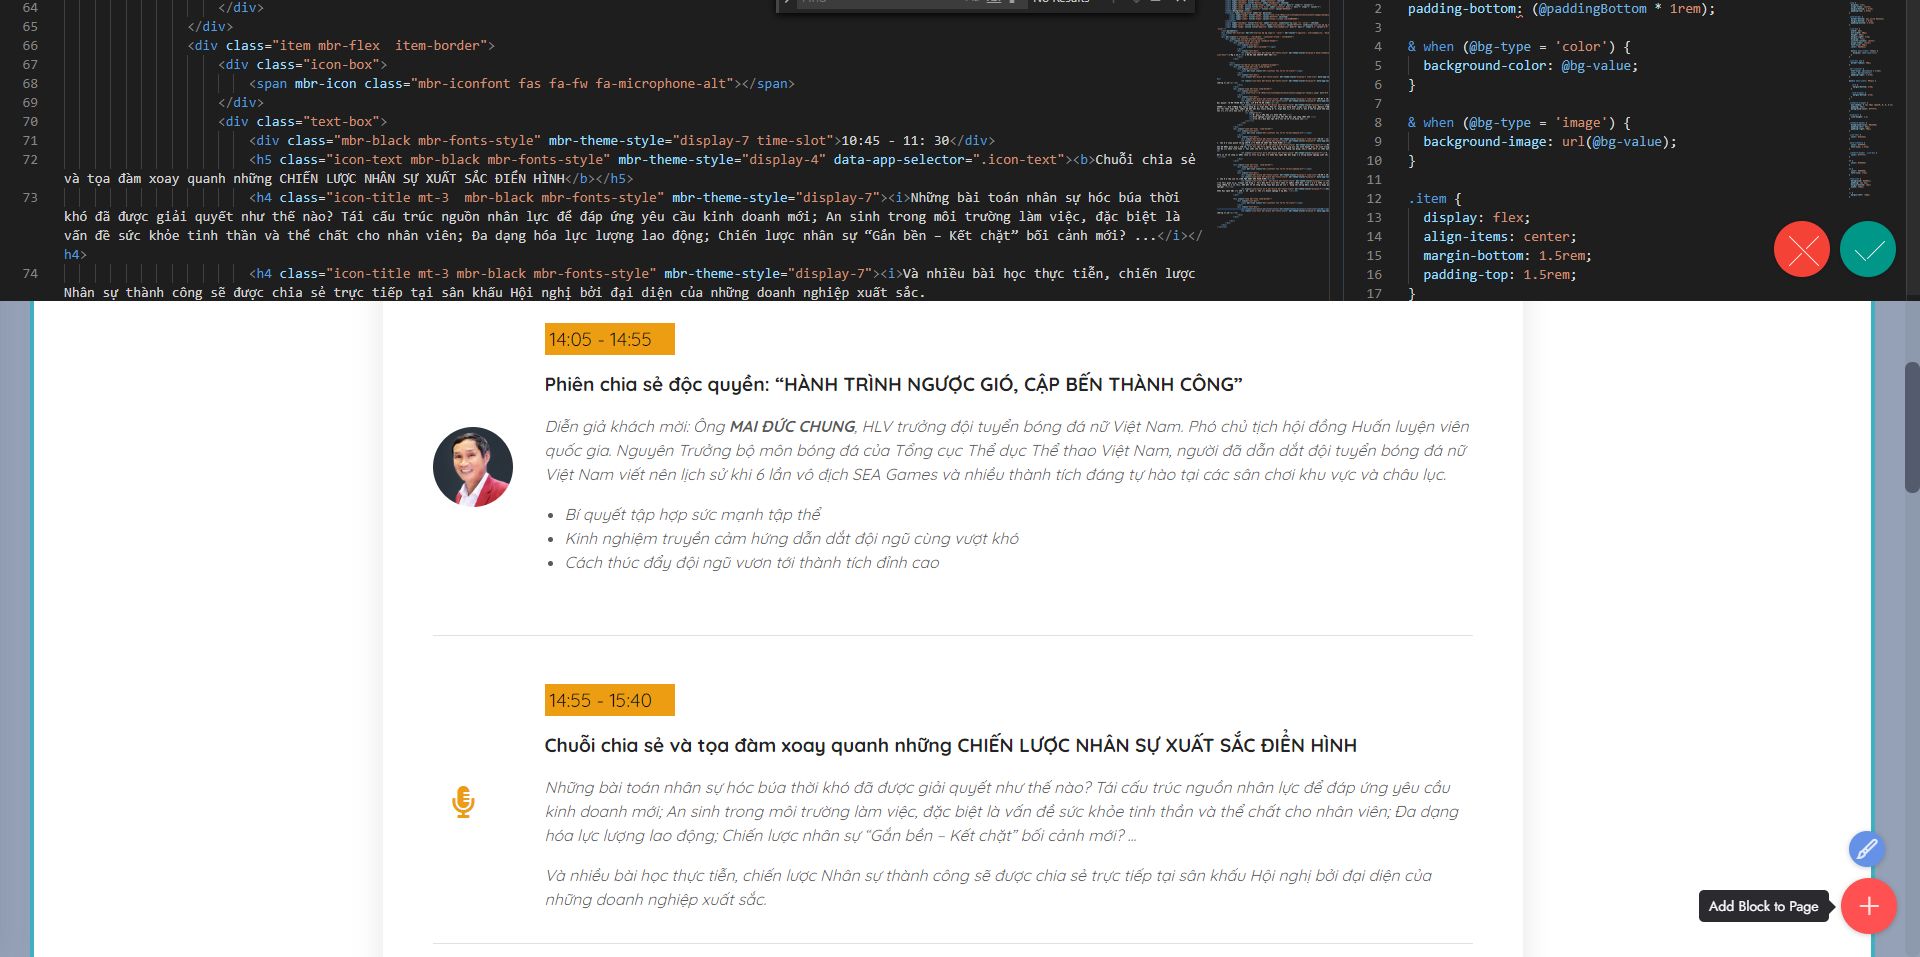 64 </div>
65 </div>
66 <div class="item mbr-flex  item-border">
67 <div class="icon-box">
68 <span mbr-icon class="mbr-iconfont fas fa-fw fa-microphone-alt"></span>
69 </div>
70 <div class="text-box">
71 <div class="mbr-black mbr-fonts-style" mbr-theme-style="display-7 time-slot">10:45 - 11: 30</div>
72 <h5 class="icon-text mbr-black mbr-fonts-style" mbr-theme-style="display-4" data-app-selector=".icon-text"><b>Chuỗi chia sẻ
và tọa đàm xoay quanh những CHIẾN LƯỢC NHÂN SỰ XUẤT SẮC ĐIỂN HÌNH</b></h5>
73 <h4 class="icon-title mt-3  mbr-black mbr-fonts-style" mbr-theme-style="display-7"><i>Những bài toán nhân sự hóc búa thời
khó đã được giải quyết như thế nào? Tái cấu trúc nguồn nhân lực để đáp ứng yêu cầu kinh doanh mới; An sinh trong môi trường làm việc, đặc biệt là
vấn đề sức khỏe tinh thần và thể chất cho nhân viên; Đa dạng hóa lực lượng lao động; Chiến lược nhân sự “Gắn bền – Kết chặt” bối cảnh mới? ...</i></
h4>
74 <h4 class="icon-title mt-3 mbr-black mbr-fonts-style" mbr-theme-style="display-7"><i>Và nhiều bài học thực tiễn, chiến lược
Nhân sự thành công sẽ được chia sẻ trực tiếp tại sân khấu Hội nghị bởi đại diện của những doanh nghiệp xuất sắc.
No Results
2 padding-bottom: (@paddingBottom * 1rem);
3
4 & when (@bg-type = 'color') {
5 background-color: @bg-value;
6 }
7
8 & when (@bg-type = 'image') {
9 background-image: url(@bg-value);
10 }
11
12 .item {
13 display: flex;
14 align-items: center;
15 margin-bottom: 1.5rem;
16 padding-top: 1.5rem;
17 }
14:05 - 14:55
Phiên chia sẻ độc quyền: “HÀNH TRÌNH NGƯỢC GIÓ, CẬP BẾN THÀNH CÔNG”
Diễn giả khách mời: Ông MAI ĐỨC CHUNG, HLV trưởng đội tuyển bóng đá nữ Việt Nam. Phó chủ tịch hội đồng Huấn luyện viên
quốc gia. Nguyên Trưởng bộ môn bóng đá của Tổng cục Thể dục Thể thao Việt Nam, người đã dẫn dắt đội tuyển bóng đá nữ
Việt Nam viết nên lịch sử khi 6 lần vô địch SEA Games và nhiều thành tích đáng tự hào tại các sân chơi khu vực và châu lục.
• Bí quyết tập hợp sức mạnh tập thể
• Kinh nghiệm truyền cảm hứng dẫn dắt đội ngũ cùng vượt khó
• Cách thúc đẩy đội ngũ vươn tới thành tích đỉnh cao
14:55 - 15:40
Chuỗi chia sẻ và tọa đàm xoay quanh những CHIẾN LƯỢC NHÂN SỰ XUẤT SẮC ĐIỂN HÌNH
Những bài toán nhân sự hóc búa thời khó đã được giải quyết như thế nào? Tái cấu trúc nguồn nhân lực để đáp ứng yêu cầu
kinh doanh mới; An sinh trong môi trường làm việc, đặc biệt là vấn đề sức khỏe tinh thần và thể chất cho nhân viên; Đa dạng
hóa lực lượng lao động; Chiến lược nhân sự “Gắn bền – Kết chặt” bối cảnh mới? ...
Và nhiều bài học thực tiễn, chiến lược Nhân sự thành công sẽ được chia sẻ trực tiếp tại sân khấu Hội nghị bởi đại diện của
những doanh nghiệp xuất sắc.
Add Block to Page